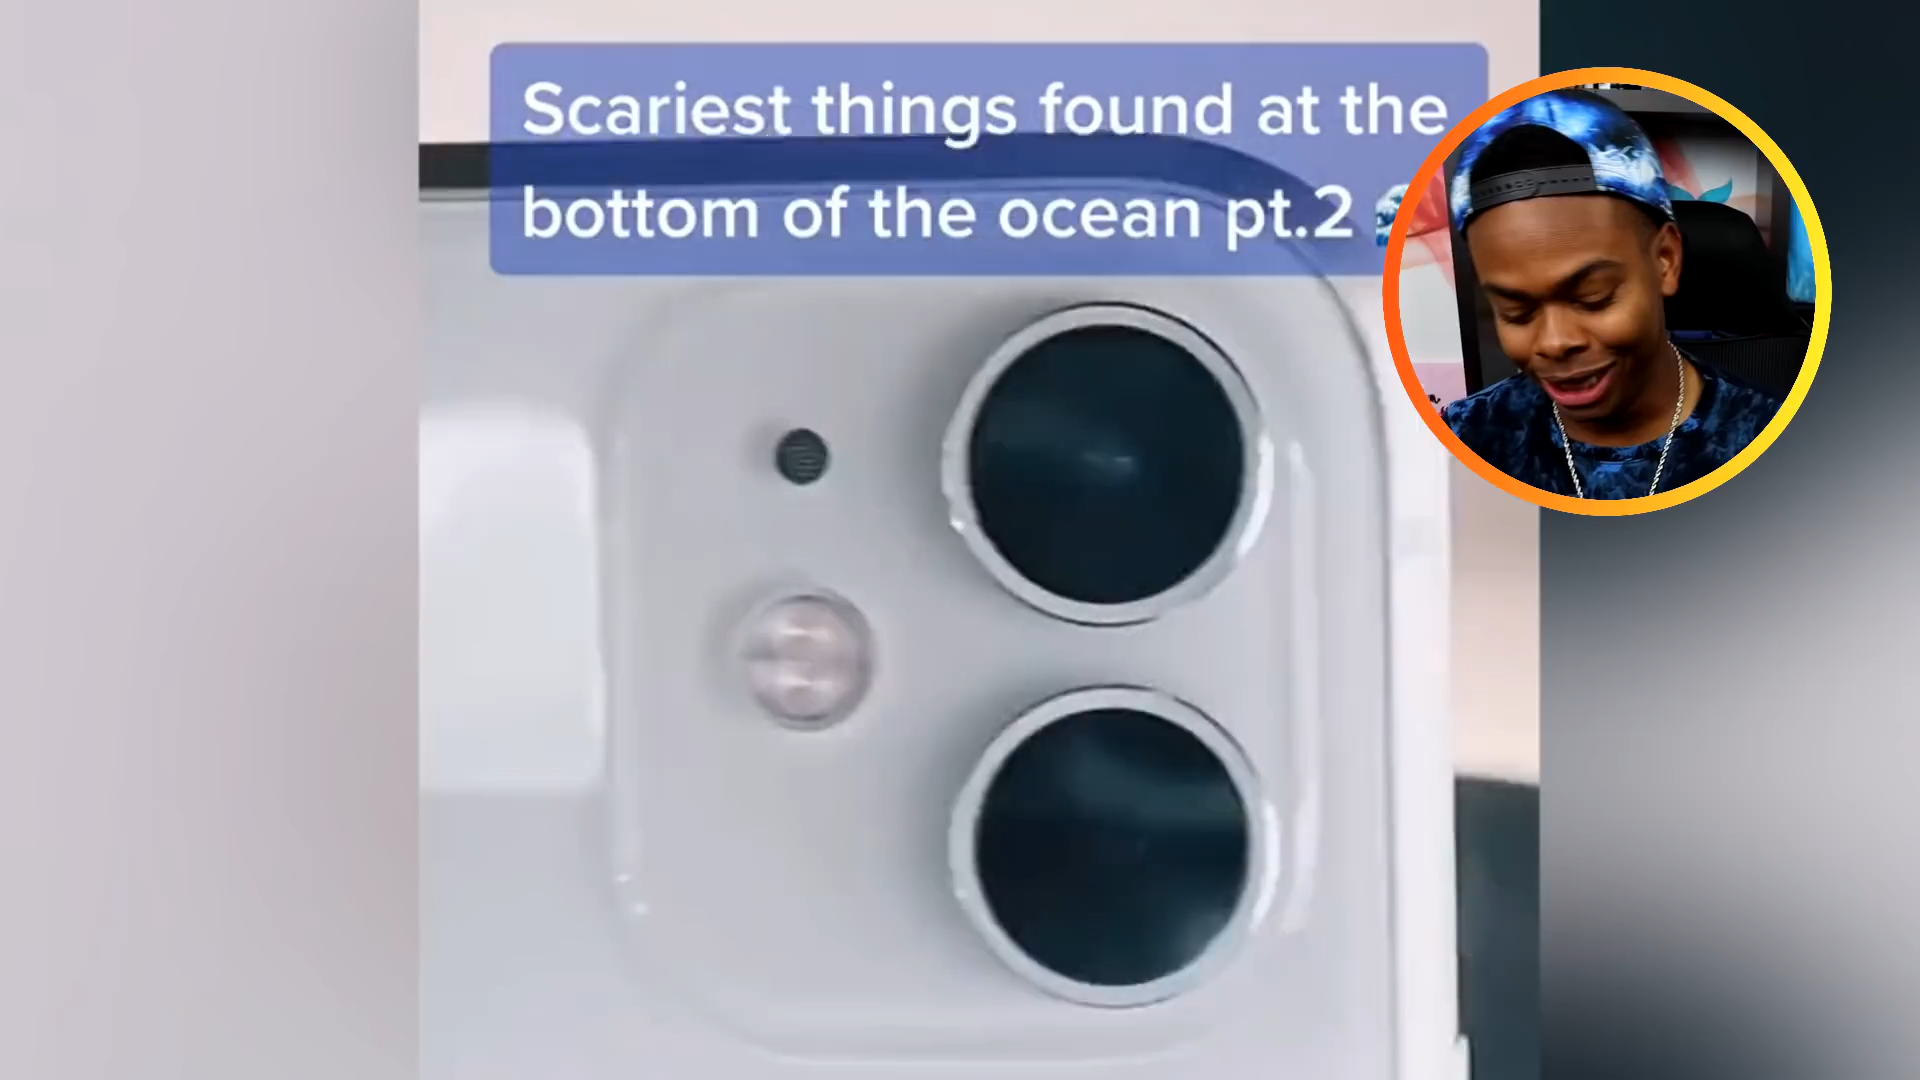 Scariest things found at the
bottom of the ocean pt.2 🌊